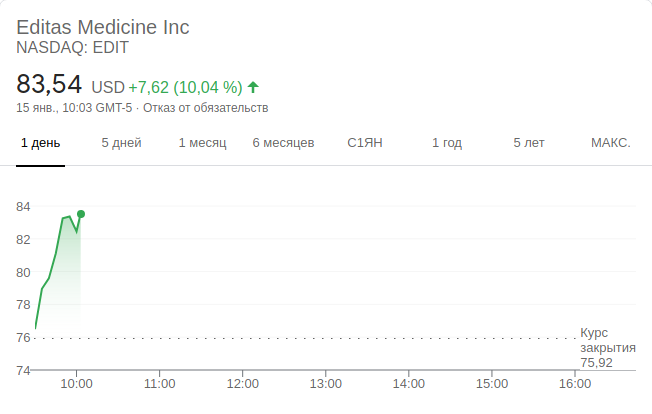 Editas Medicine Inc
NASDAQ: EDIT
83,54 USD +7,62 (10,04 %)
15 янв., 10:03 GMT-5 · Отказ от обязательств
1 день 5 дней 1 месяц 6 месяцев С1ЯН 1 год 5 лет МАКС.
84
82
80
78
76
Курс
закрытия
75,92
74
10:00 11:00 12:00 13:00 14:00 15:00 16:00